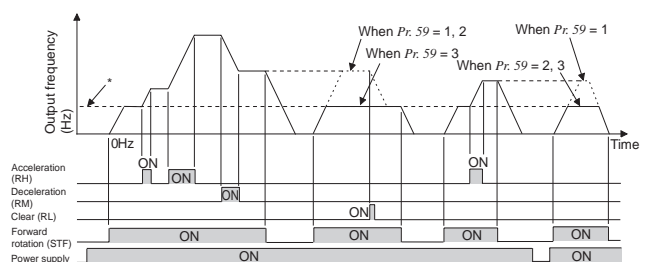 Output frequency
(Hz)
*
When Pr. 59 = 1, 2
When Pr. 59 = 3
When Pr. 59 = 1
When Pr. 59 = 2, 3
0Hz
Time
Acceleration
(RH)
ON
ON
ON
Deceleration
(RM)
ON
Clear (RL)
ON
Forward
rotation (STF)
ON
ON
ON
ON
Power supply
ON
ON